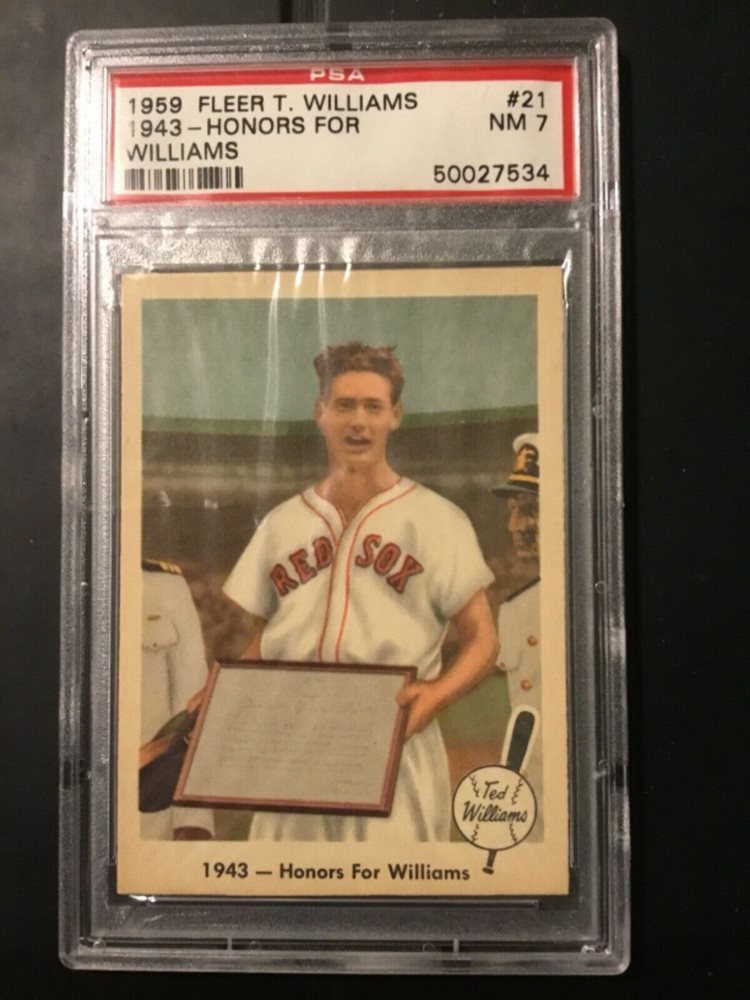 PSA
1959 FLEER T. WILLIAMS #21
1943-HONORS FOR NM 7
WILLIAMS
50027534
RED SOX
Ted
Williams
1943 — Honors For Williams